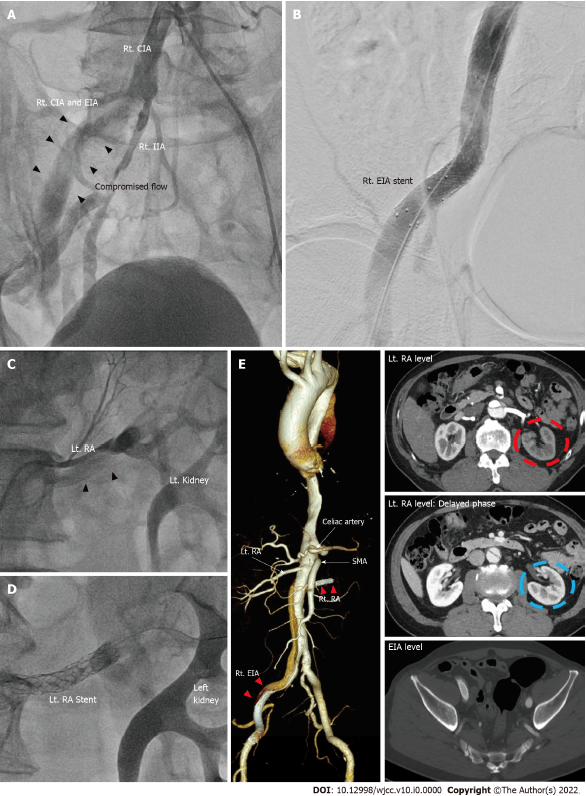 A
Rt. CIA
Rt. CIA and EIA
Rt. IIA
Compromised flow
B
Rt. EIA stent
C
Lt. RA
Lt. Kidney
D
Lt. RA Stent
Left
kidney
E
Celiac artery
Lt. RA
SMA
Rt. RA
Rt. EIA
Lt. RA level
Lt. RA level: Delayed phase
EIA level
DOI: 10.12998/wjcc.v10.i0.0000 Copyright ©The Author(s) 2022